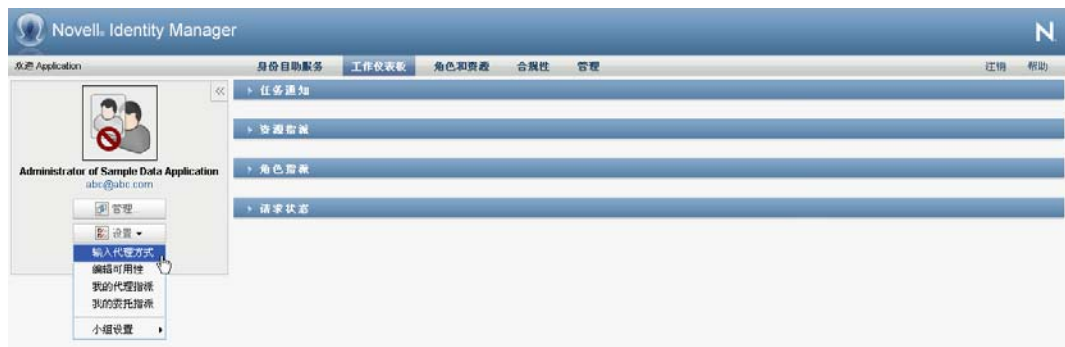 Novell® Identity Manager
N
欢迎 Application
身份自助服务 工作仪表板 角色和资源 合规性 管理 注销 帮助
任务通知
资源指派
角色指派
请求状态
Administrator of Sample Data Application
abc@abc.com
管理
设置
输入代理方式
编辑可用性
我的代理指派
我的委托指派
小组设置